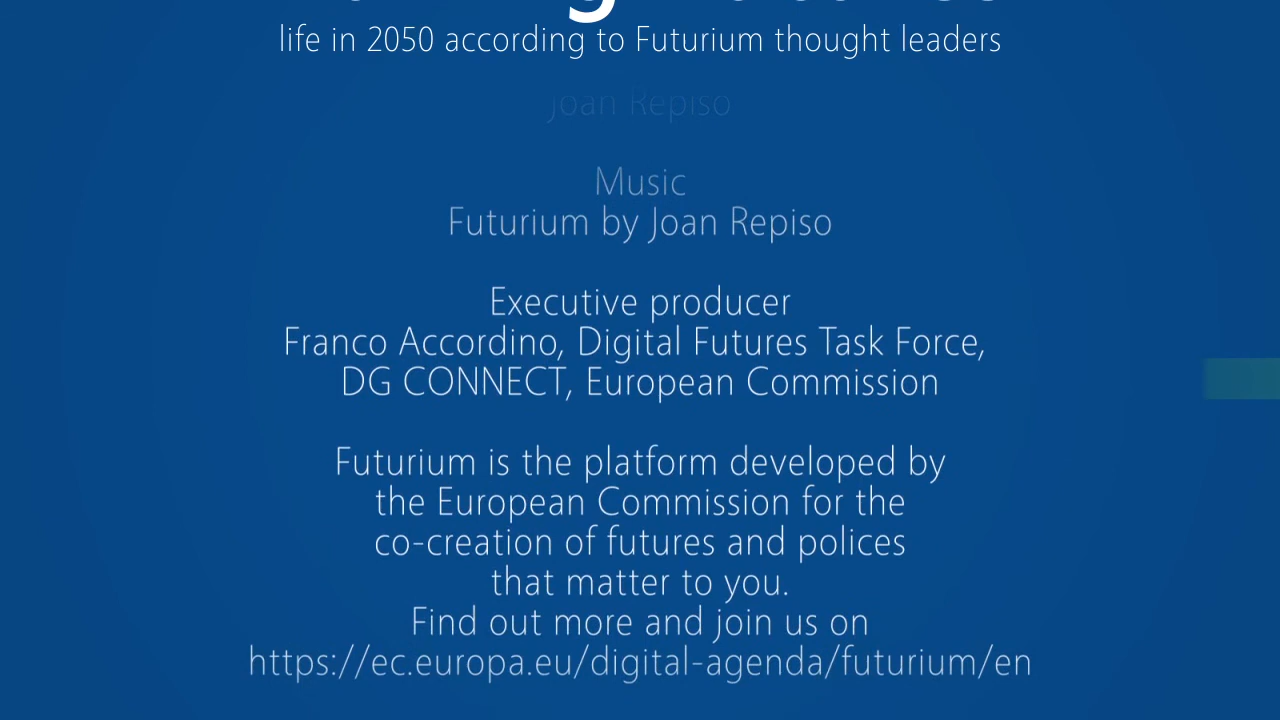 life in 2050 according to Futurium thought leaders
Joan Repiso
Music
Futurium by Joan Repiso
Executive producer
Franco Accordino, Digital Futures Task Force,
DG CONNECT, European Commission
Futurium is the platform developed by
the European Commission for the
co-creation of futures and polices
that matter to you.
Find out more and join us on
https://ec.europa.eu/digital-agenda/futurium/en